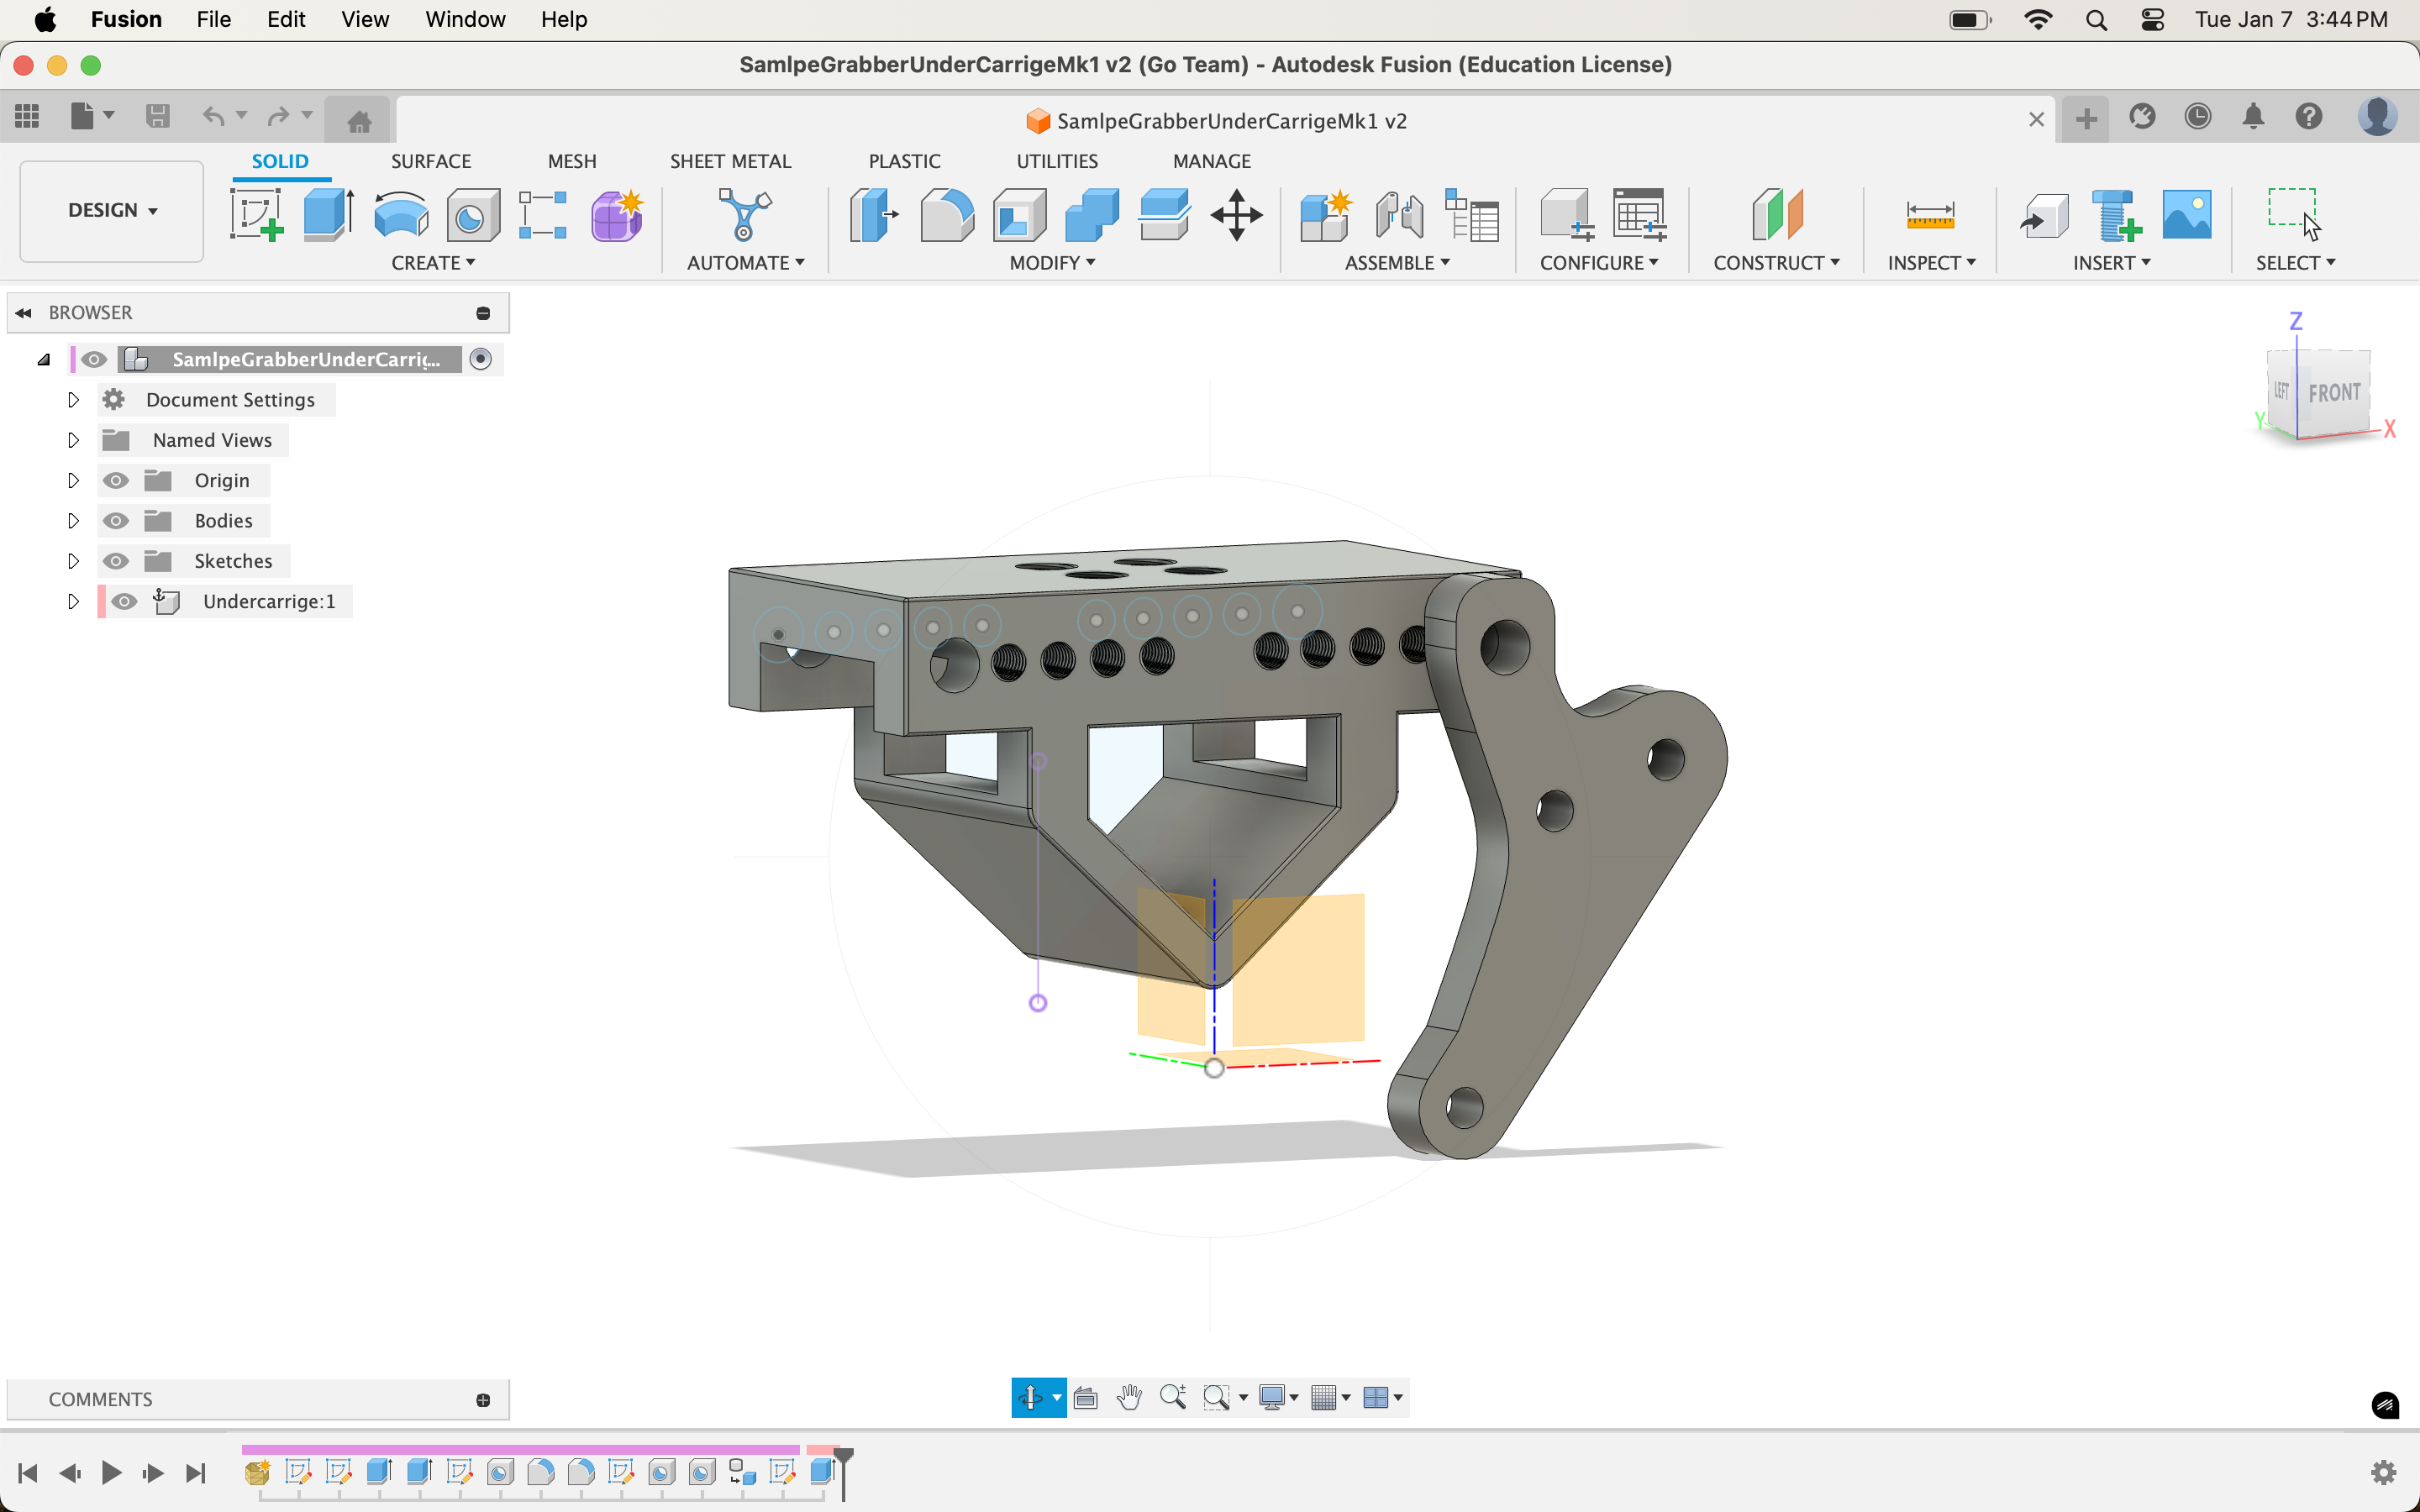 Fusion File Edit View Window Help Tue Jan 7 3:44 PM
SamlpeGrabberUnderCarrigeMk1 v2 (Go Team) - Autodesk Fusion (Education License)
SamlpeGrabberUnderCarrigeMk1 v2
SOLID SURFACE MESH SHEET METAL PLASTIC UTILITIES MANAGE
DESIGN
CREATE AUTOMATE MODIFY ASSEMBLE CONFIGURE CONSTRUCT INSPECT INSERT SELECT
BROWSER
SamlpeGrabberUnderCarrig...
Document Settings
Named Views
Origin
Bodies
Sketches
Undercarrige:1
Z
LEFT FRONT
Y
X
COMMENTS